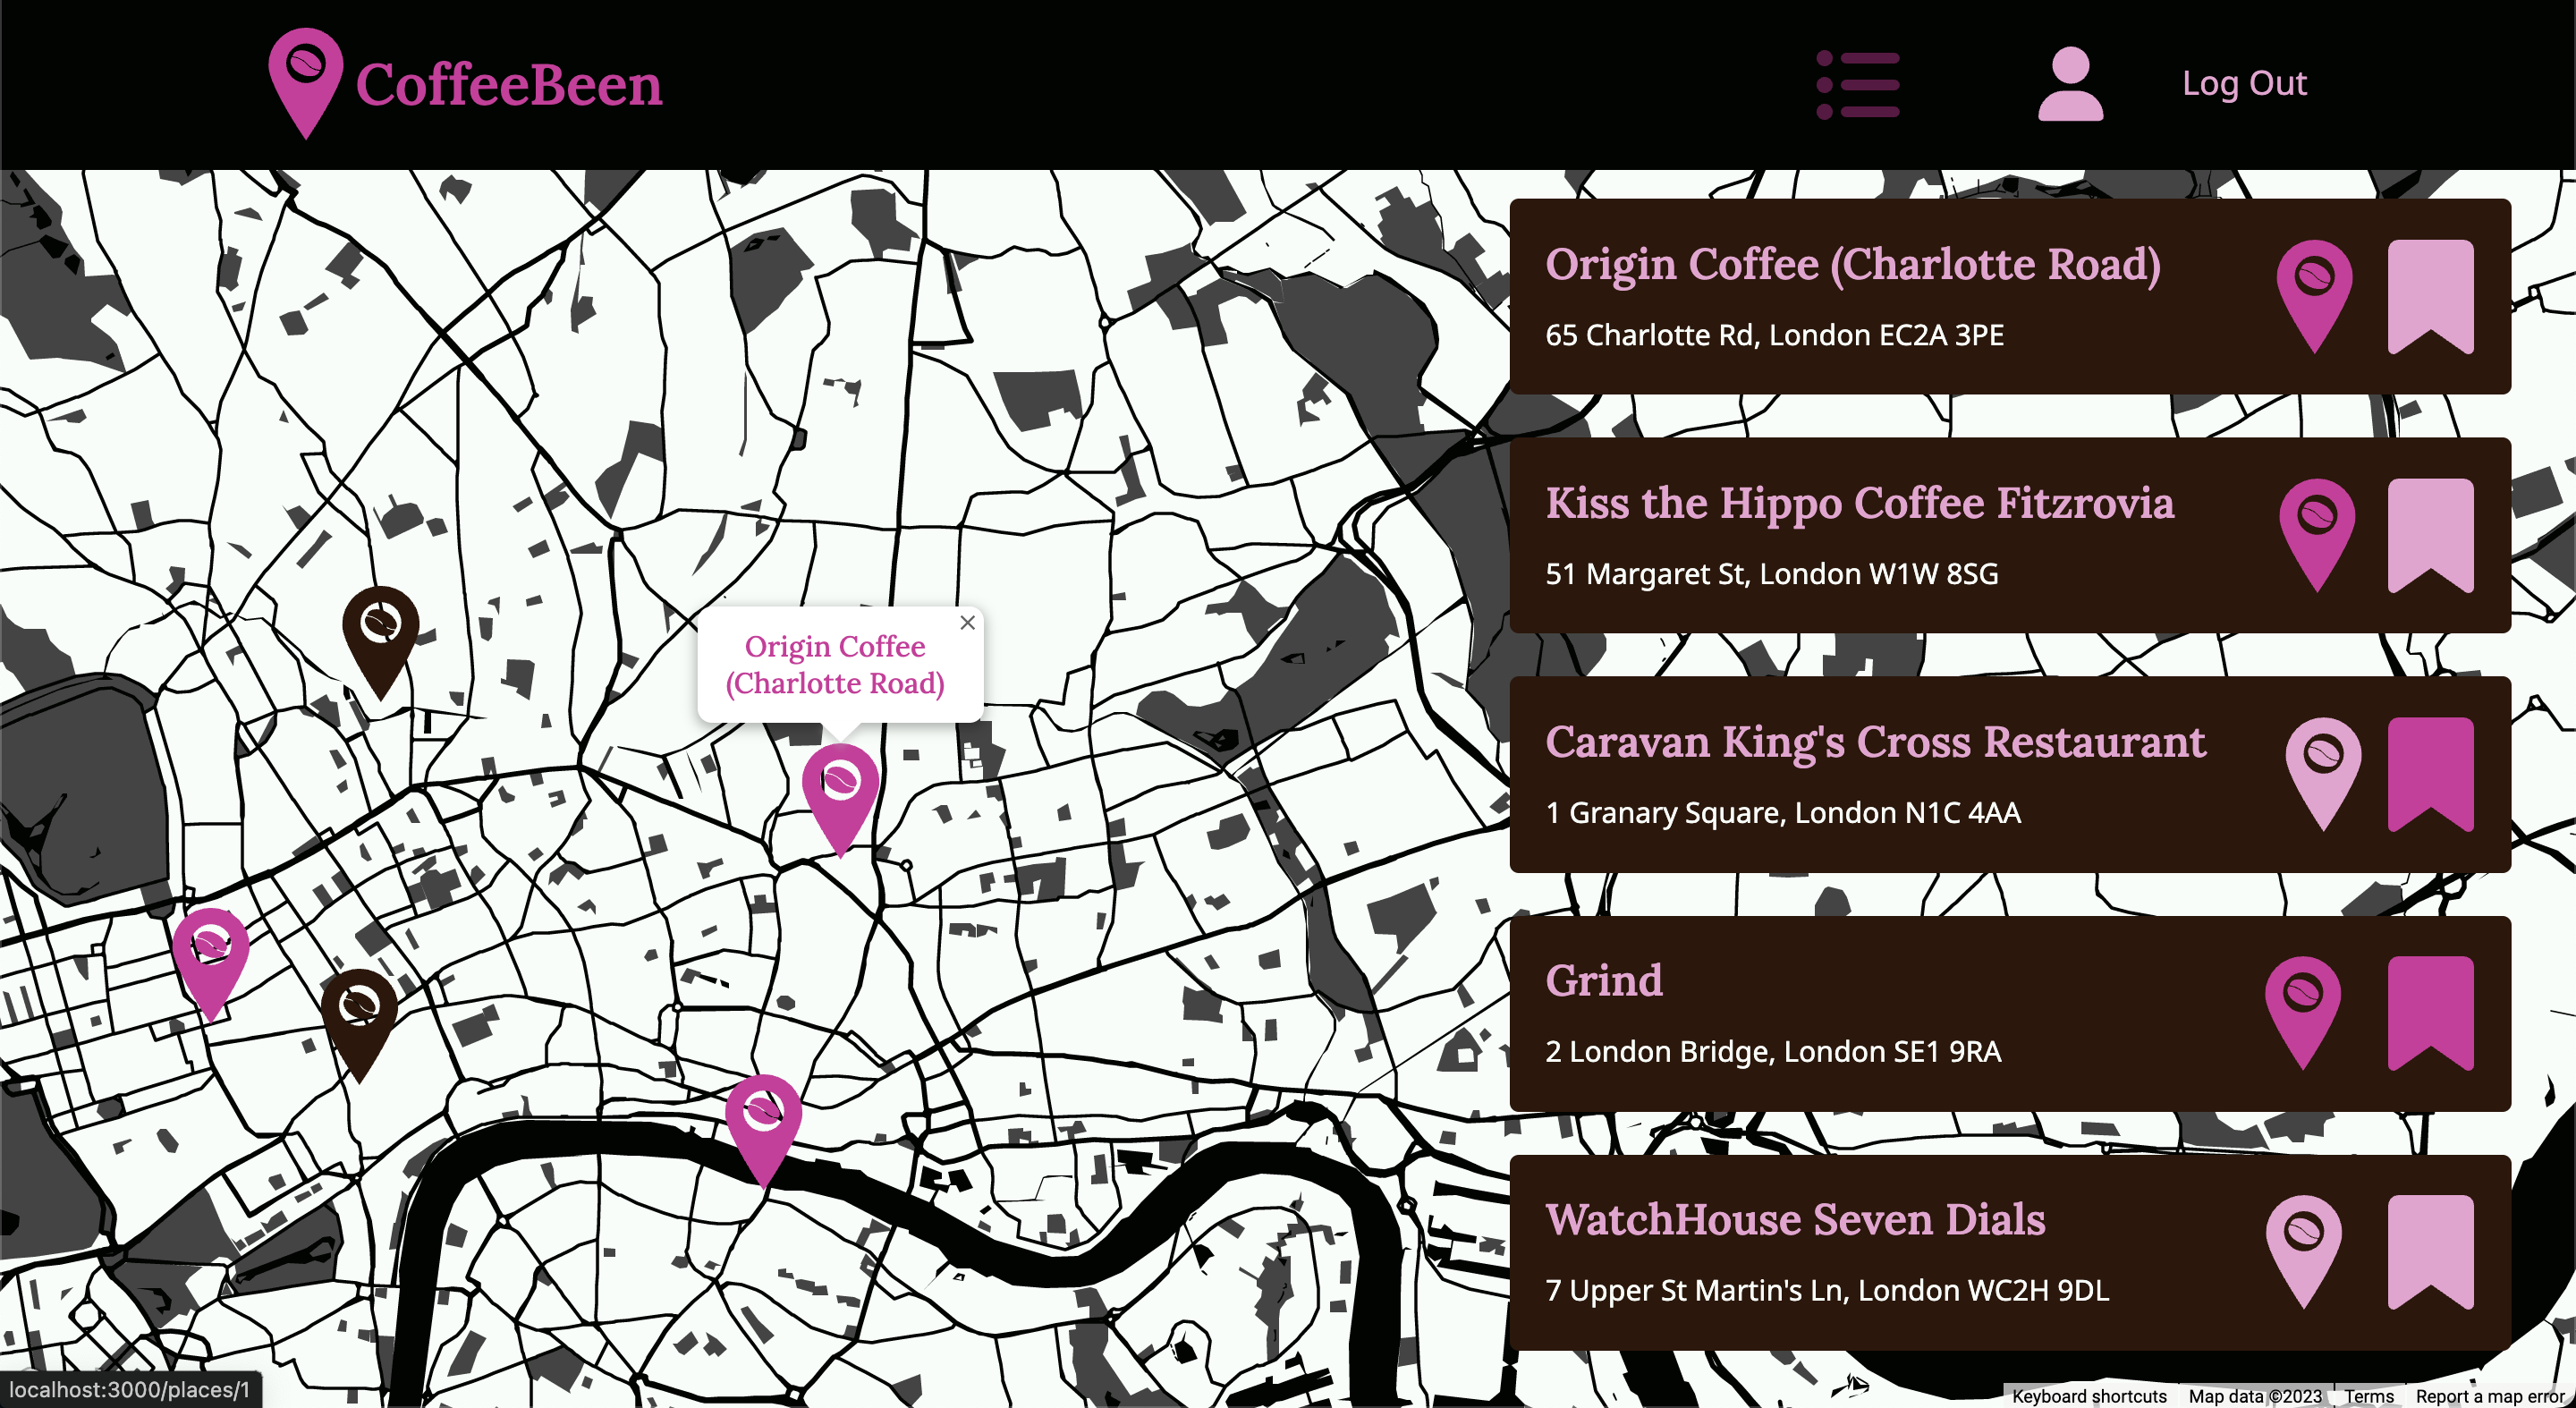 CoffeeBeen
Log Out
Origin Coffee (Charlotte Road)
65 Charlotte Rd, London EC2A 3PE
Kiss the Hippo Coffee Fitzrovia
51 Margaret St, London W1W 8SG
Origin Coffee
(Charlotte Road)
Caravan King's Cross Restaurant
1 Granary Square, London N1C 4AA
Grind
2 London Bridge, London SE1 9RA
WatchHouse Seven Dials
7 Upper St Martin's Ln, London WC2H 9DL
localhost:3000/places/1
Keyboard shortcuts Map data ©2023 Terms Report a map error